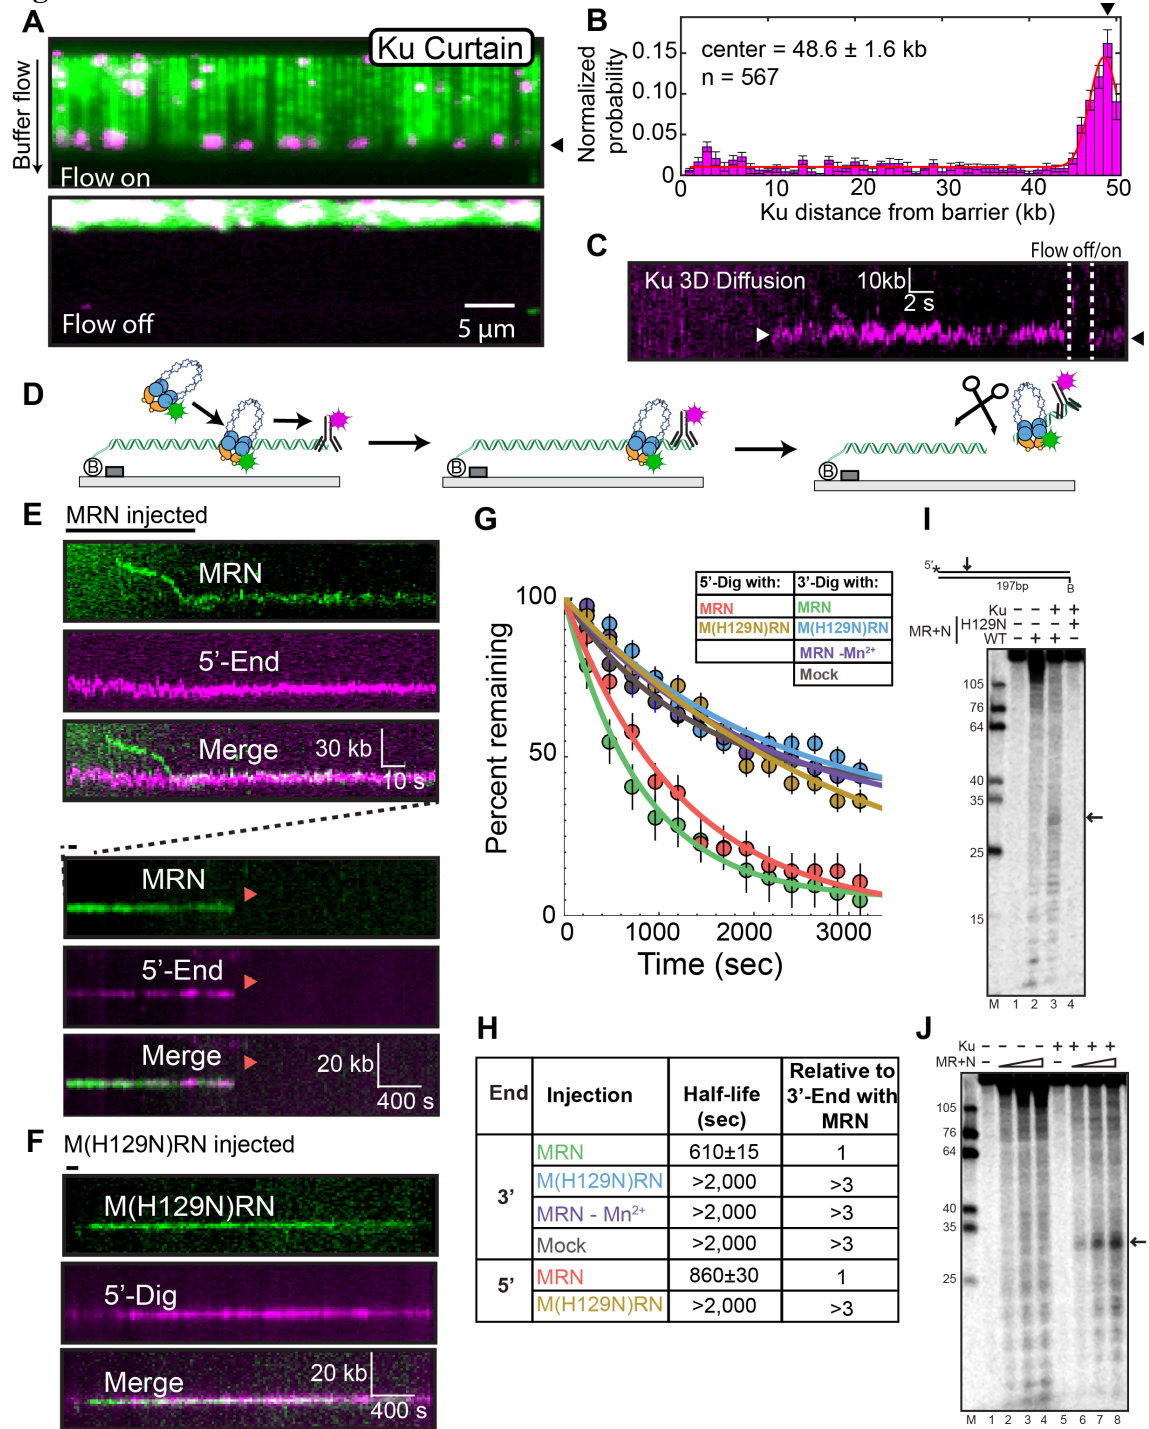 A
Ku Curtain
Buffer flow
Flow on
Flow off
5 µm
B
Normalized
probability
0.15
0.10
0.05
0
center = 48.6 ± 1.6 kb
n = 567
0 10 20 30 40 50
Ku distance from barrier (kb)
C
Flow off/on
Ku 3D Diffusion
10kb
2 s
D
B
B
B
E
MRN injected
MRN
5’-End
Merge
30 kb
10 s
MRN
5’-End
Merge
20 kb
400 s
F
M(H129N)RN injected
M(H129N)RN
5’-Dig
Merge
20 kb
400 s
G
Percent remaining
100
50
0
0 1000 2000 3000
Time (sec)
5’-Dig with: 3’-Dig with:
MRN MRN
M(H129N)RN M(H129N)RN
MRN -Mn2+
Mock
H
End Injection Half-life (sec) Relative to 3’-End with MRN
3’ MRN 610±15 1
M(H129N)RN >2,000 >3
MRN - Mn2+ >2,000 >3
Mock >2,000 >3
5’ MRN 860±30 1
M(H129N)RN >2,000 >3
I
5’ *
197bp
B
Ku - - + +
MR+N H129N - - - +
WT - + + -
105
76
64
40
35
25
15
M 1 2 3 4
J
Ku - - - - + + + +
MR+N - -
105
76
64
40
35
25
M 1 2 3 4 5 6 7 8